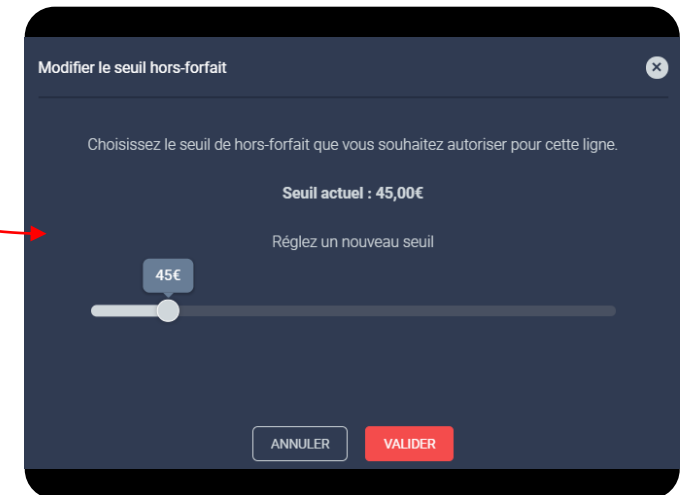 Modifier le seuil hors-forfait
Choisissez le seuil de hors-forfait que vous souhaitez autoriser pour cette ligne.
Seuil actuel : 45,00€
Réglez un nouveau seuil
45€
ANNULER VALIDER